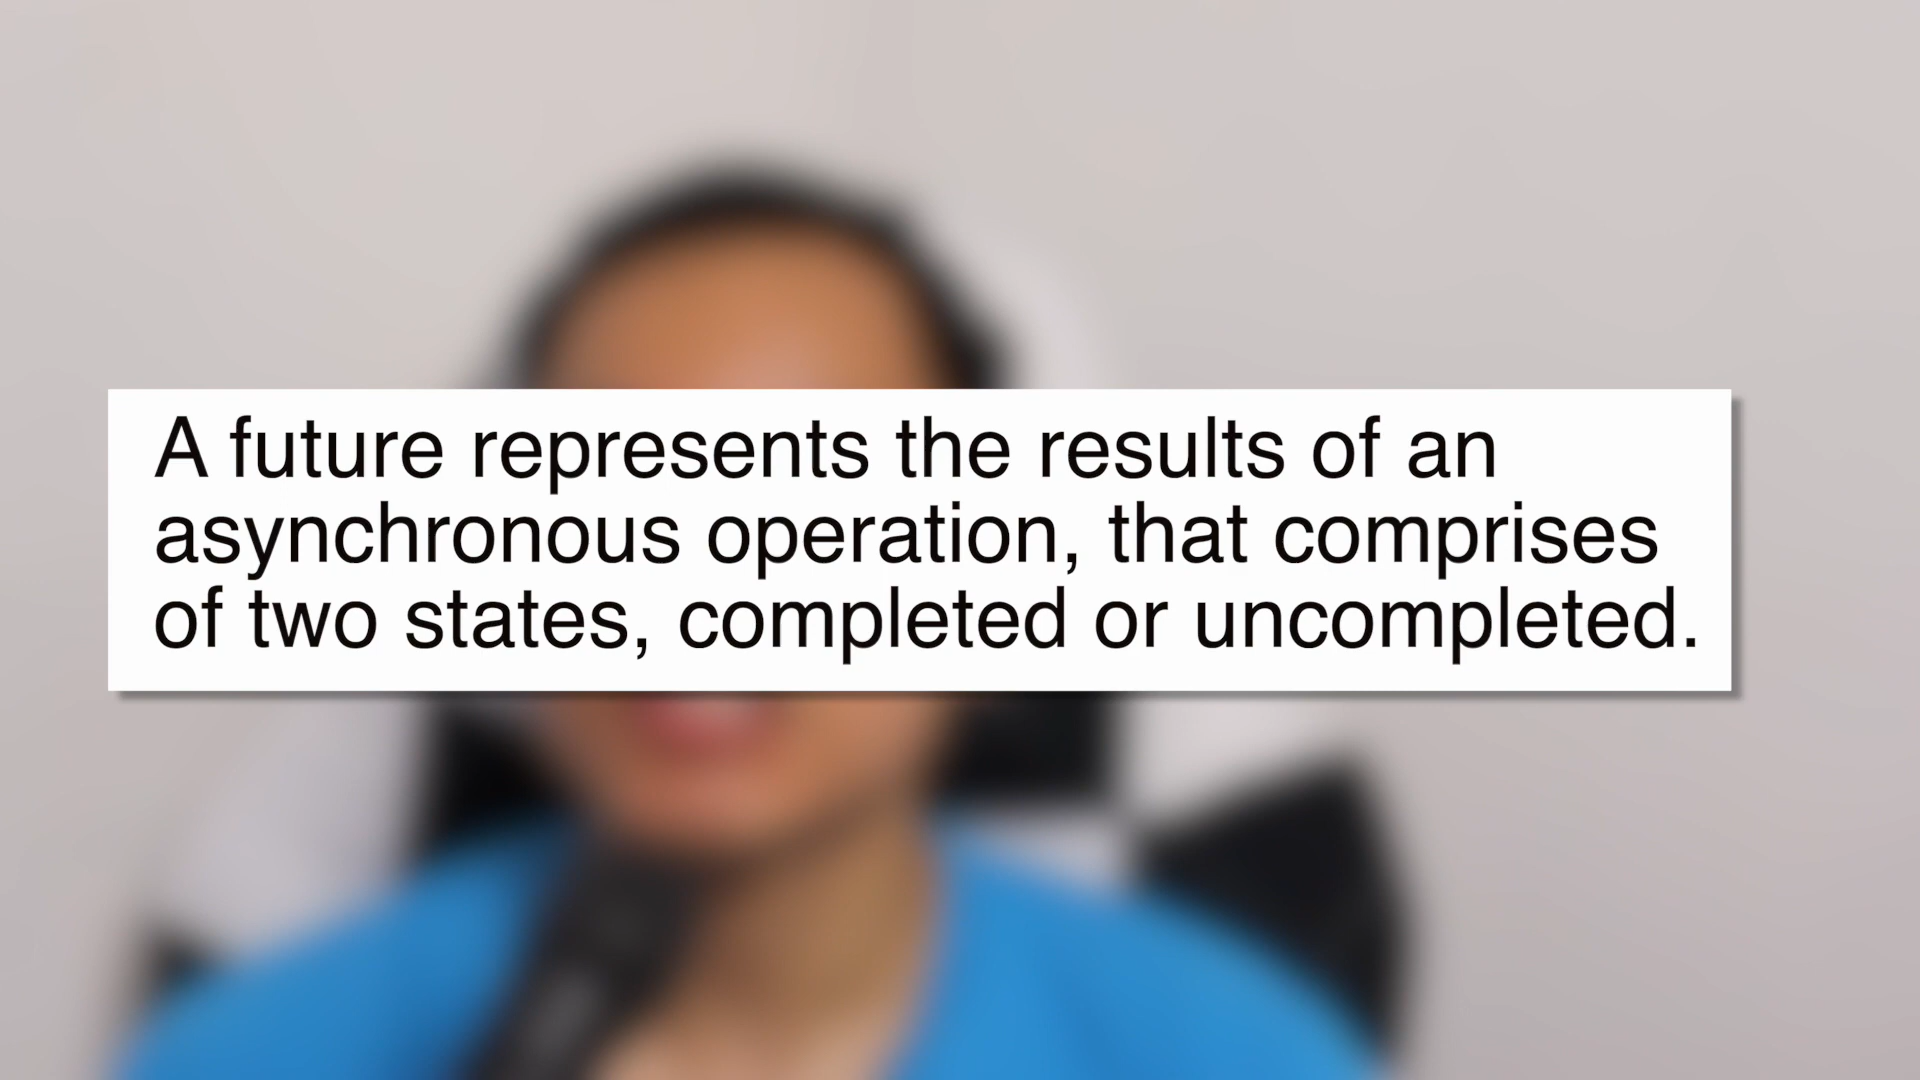 A future represents the results of an
asynchronous operation, that comprises
of two states, completed or uncompleted.